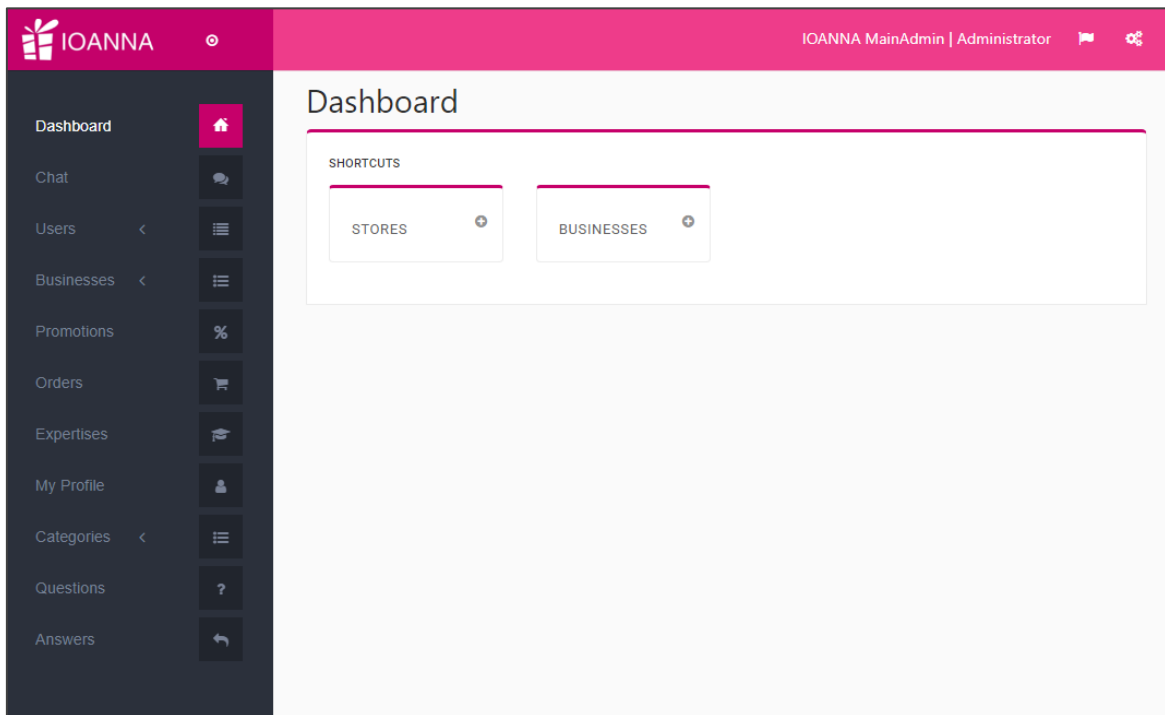 IOANNA
IOANNA MainAdmin | Administrator
Dashboard
Chat
Users
Businesses
Promotions
Orders
Expertises
My Profile
Categories
Questions
Answers
Dashboard
SHORTCUTS
STORES
BUSINESSES